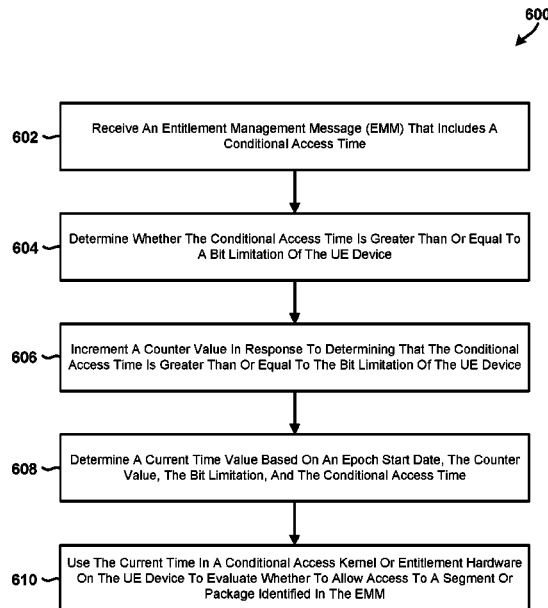 600
602
Receive An Entitlement Management Message (EMM) That Includes A
Conditional Access Time
604
Determine Whether The Conditional Access Time Is Greater Than Or Equal To
A Bit Limitation Of The UE Device
606
Increment A Counter Value In Response To Determining That The Conditional
Access Time Is Greater Than Or Equal To The Bit Limitation Of The UE Device
608
Determine A Current Time Value Based On An Epoch Start Date, The Counter
Value, The Bit Limitation, And The Conditional Access Time
610
Use The Current Time In A Conditional Access Kernel Or Entitlement Hardware
On The UE Device To Evaluate Whether To Allow Access To A Segment Or
Package Identified In The EMM